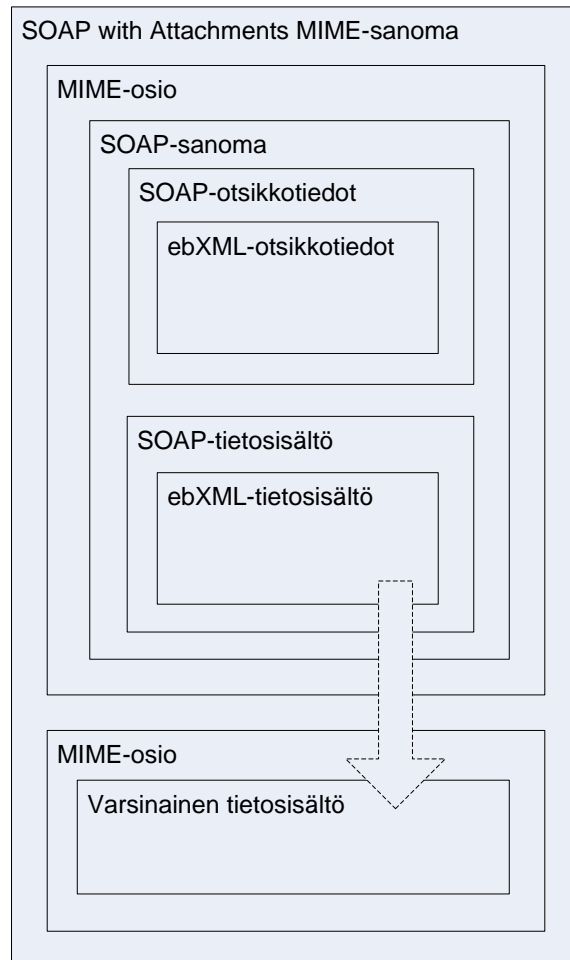 SOAP with Attachments MIME-sanoma
MIME-osio
SOAP-sanoma
SOAP-otsikkotiedot
ebXML-otsikkotiedot
SOAP-tietosisältö
ebXML-tietosisältö
MIME-osio
Varsinainen tietosisältö